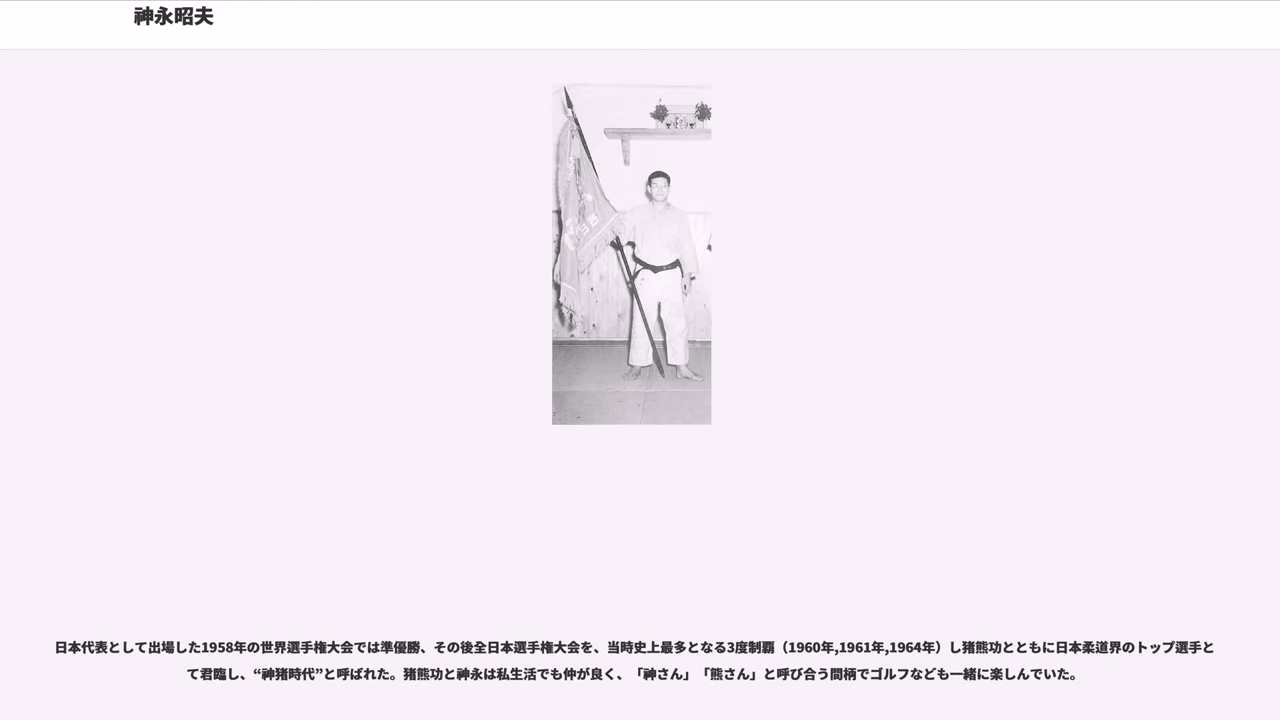 神永昭夫
日本代表として出場した1958年の世界選手権大会では準優勝、その後全日本選手権大会を、当時史上最多となる3度制覇（1960年,1961年,1964年）し猪熊功とともに日本柔道界のトップ選手と
て君臨し、“神猪時代”と呼ばれた。猪熊功と神永は私生活でも仲が良く、「神さん」「熊さん」と呼び合う間柄でゴルフなども一緒に楽しんでいた。